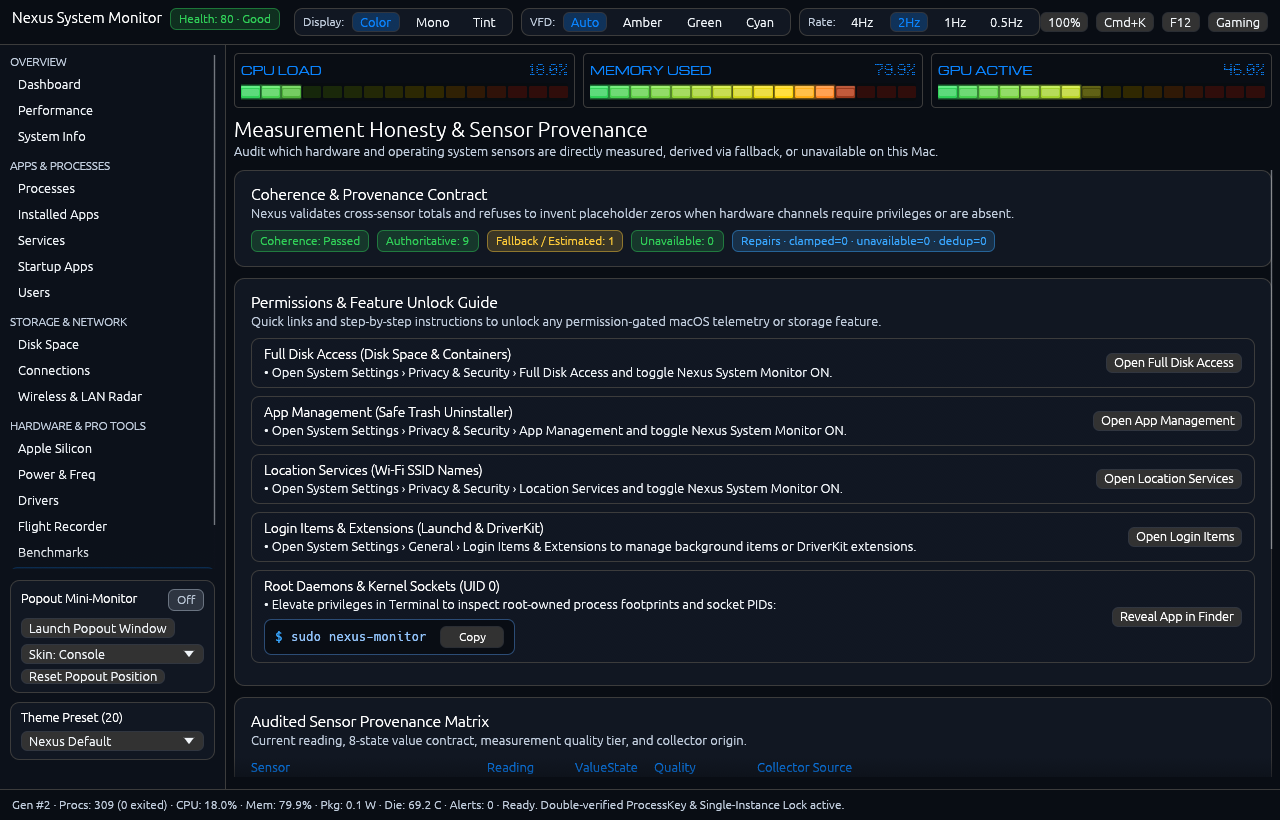 Nexus System Monitor
Health: 80 · Good
Display: Color Mono Tint
VFD: Auto Amber Green Cyan
Rate: 4Hz 2Hz 1Hz 0.5Hz
100% Cmd+K F12 Gaming
OVERVIEW
Dashboard
Performance
System Info
APPS & PROCESSES
Processes
Installed Apps
Services
Startup Apps
Users
STORAGE & NETWORK
Disk Space
Connections
Wireless & LAN Radar
HARDWARE & PRO TOOLS
Apple Silicon
Power & Freq
Drivers
Flight Recorder
Benchmarks
Popout Mini-Monitor Off
Launch Popout Window
Skin: Console
Reset Popout Position
Theme Preset (20)
Nexus Default
CPU LOAD 18.0%
MEMORY USED 79.9%
GPU ACTIVE 46.0%
Measurement Honesty & Sensor Provenance
Audit which hardware and operating system sensors are directly measured, derived via fallback, or unavailable on this Mac.
Coherence & Provenance Contract
Nexus validates cross-sensor totals and refuses to invent placeholder zeros when hardware channels require privileges or are absent.
Coherence: Passed Authoritative: 9 Fallback / Estimated: 1 Unavailable: 0 Repairs · clamped=0 · unavailable=0 · dedup=0
Permissions & Feature Unlock Guide
Quick links and step-by-step instructions to unlock any permission-gated macOS telemetry or storage feature.
Full Disk Access (Disk Space & Containers)
• Open System Settings › Privacy & Security › Full Disk Access and toggle Nexus System Monitor ON.
Open Full Disk Access
App Management (Safe Trash Uninstaller)
• Open System Settings › Privacy & Security › App Management and toggle Nexus System Monitor ON.
Open App Management
Location Services (Wi-Fi SSID Names)
• Open System Settings › Privacy & Security › Location Services and toggle Nexus System Monitor ON.
Open Location Services
Login Items & Extensions (Launchd & DriverKit)
• Open System Settings › General › Login Items & Extensions to manage background items or DriverKit extensions.
Open Login Items
Root Daemons & Kernel Sockets (UID 0)
• Elevate privileges in Terminal to inspect root-owned process footprints and socket PIDs:
$ sudo nexus-monitor Copy
Reveal App in Finder
Audited Sensor Provenance Matrix
Current reading, 8-state value contract, measurement quality tier, and collector origin.
Sensor Reading ValueState Quality Collector Source
Gen #2 · Procs: 309 (0 exited) · CPU: 18.0% · Mem: 79.9% · Pkg: 0.1 W · Die: 69.2 C · Alerts: 0 · Ready. Double-verified ProcessKey & Single-Instance Lock active.